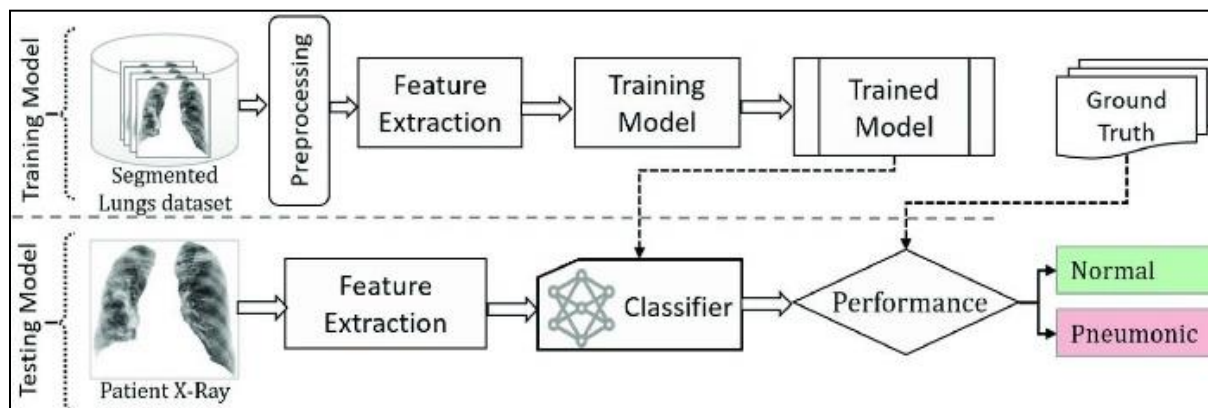 Training Model
Segmented
Lungs dataset
Preprocessing
Feature
Extraction
Training
Model
Trained
Model
Ground
Truth
Testing Model
Patient X-Ray
Feature
Extraction
Classifier
Performance
Normal
Pneumonic